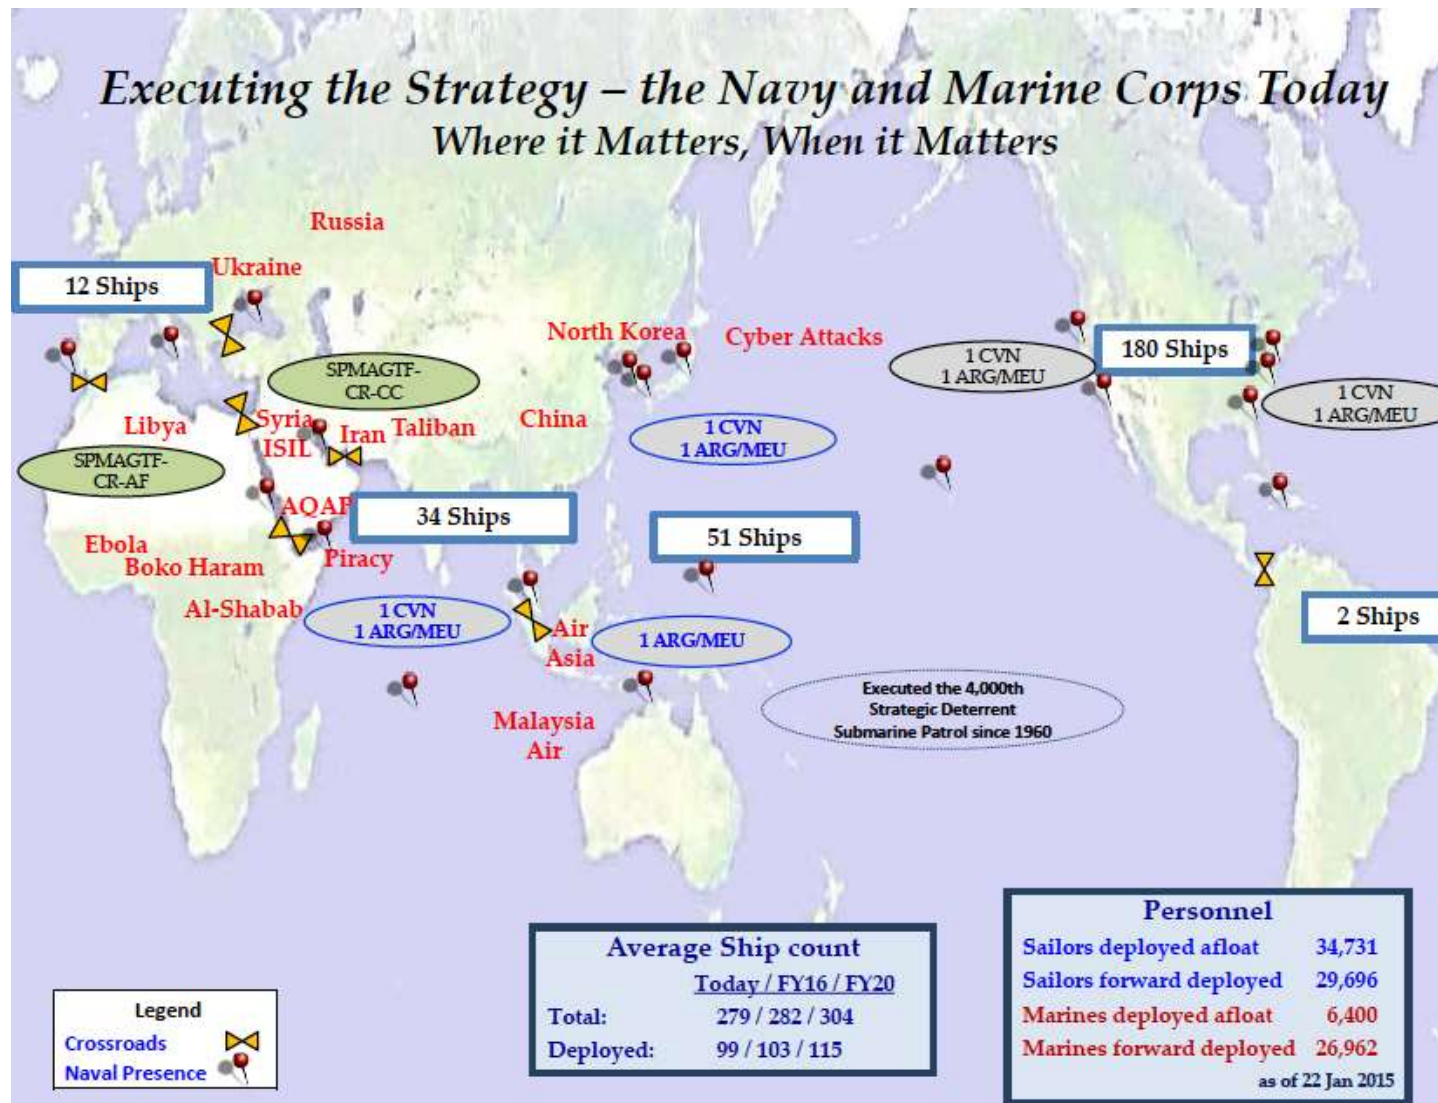 Executing the Strategy – the Navy and Marine Corps Today
Where it Matters, When it Matters
Russia
Ukraine
12 Ships
North Korea
Cyber Attacks
180 Ships
1 CVN
1 ARG/MEU
SPMAGTF-
CR-CC
1 CVN
1 ARG/MEU
Libya
Syria
ISIL
Iran
Taliban
China
1 CVN
1 ARG/MEU
SPMAGTF-
CR-AF
AQAP
34 Ships
51 Ships
Ebola
Boko Haram
Piracy
Al-Shabab
1 CVN
1 ARG/MEU
Air
Asia
1 ARG/MEU
2 Ships
Malaysia
Air
Executed the 4,000th
Strategic Deterrent
Submarine Patrol since 1960
Legend
Crossroads
Naval Presence
Average Ship count
Today / FY16 / FY20
Total: 279 / 282 / 304
Deployed: 99 / 103 / 115
Personnel
Sailors deployed afloat 34,731
Sailors forward deployed 29,696
Marines deployed afloat 6,400
Marines forward deployed 26,962
as of 22 Jan 2015